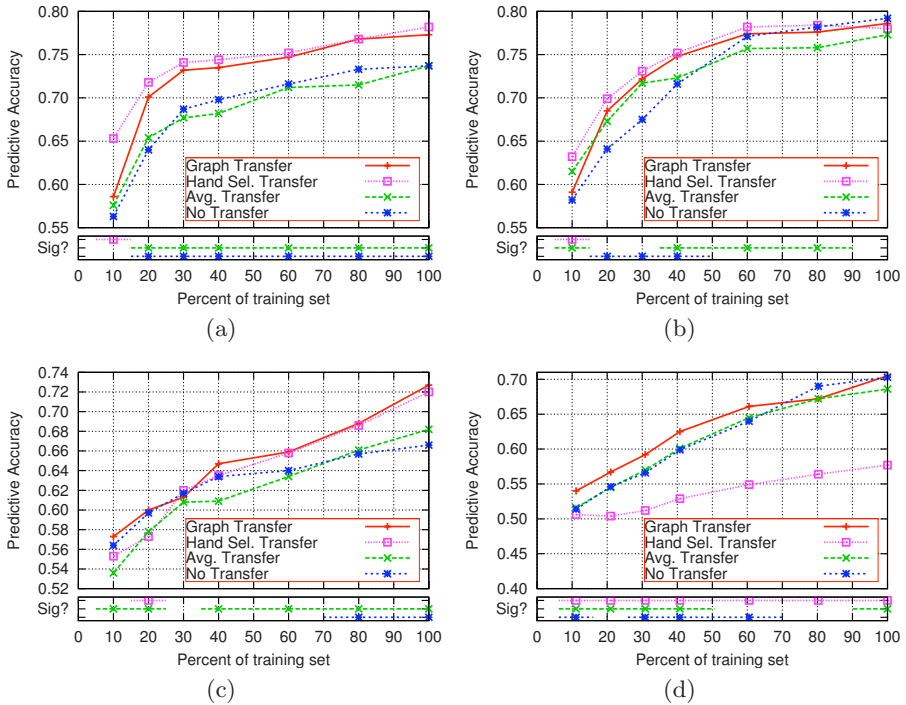 0.80
0.75
0.70
0.65
0.60
0.55
Predictive Accuracy
Graph Transfer
Hand Sel. Transfer
Avg. Transfer
No Transfer
Sig?
0 10 20 30 40 50 60 70 80 90 100
Percent of training set
(a)
0.80
0.75
0.70
0.65
0.60
0.55
Predictive Accuracy
Graph Transfer
Hand Sel. Transfer
Avg. Transfer
No Transfer
Sig?
0 10 20 30 40 50 60 70 80 90 100
Percent of training set
(b)
0.74
0.72
0.70
0.68
0.66
0.64
0.62
0.60
0.58
0.56
0.54
0.52
Predictive Accuracy
Graph Transfer
Hand Sel. Transfer
Avg. Transfer
No Transfer
Sig?
0 10 20 30 40 50 60 70 80 90 100
Percent of training set
(c)
0.70
0.65
0.60
0.55
0.50
0.45
0.40
Predictive Accuracy
Graph Transfer
Hand Sel. Transfer
Avg. Transfer
No Transfer
Sig?
0 10 20 30 40 50 60 70 80 90 100
Percent of training set
(d)